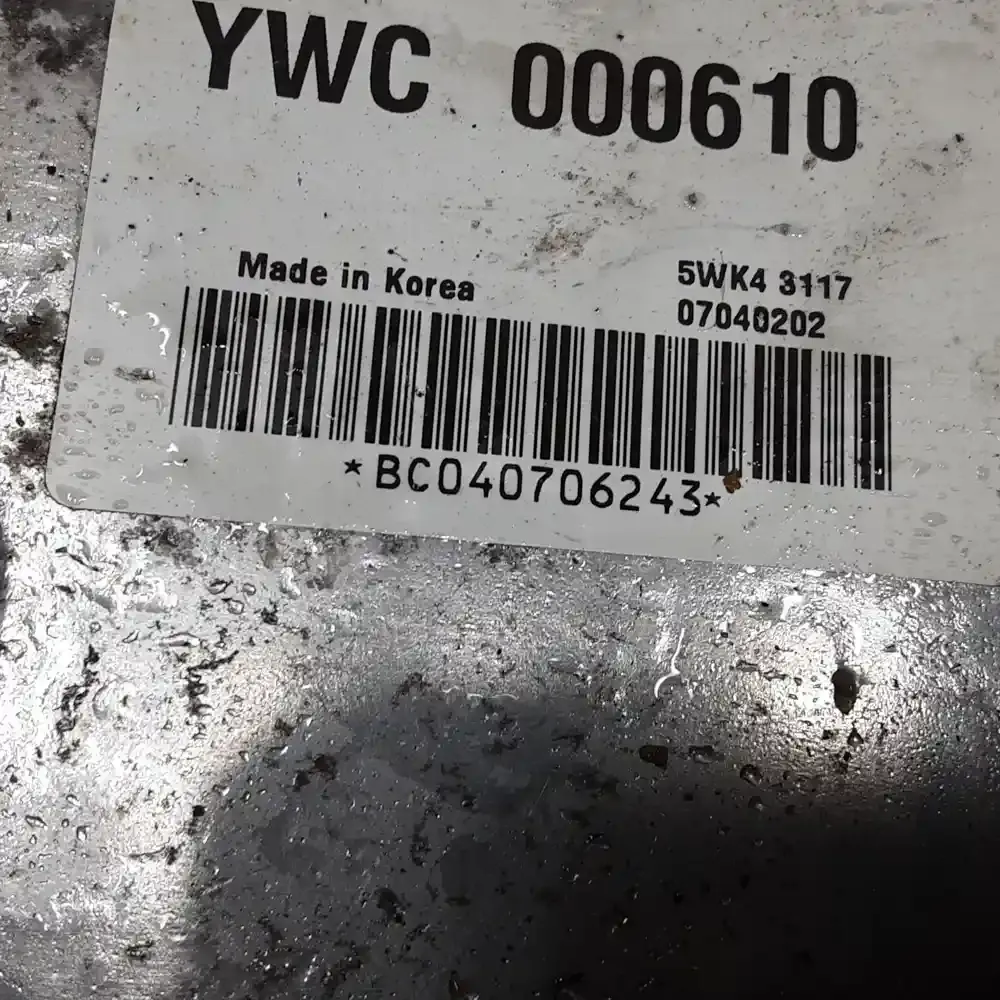 YWC 000610
Made in Korea
5WK4 3117
07040202
*BC040706243*